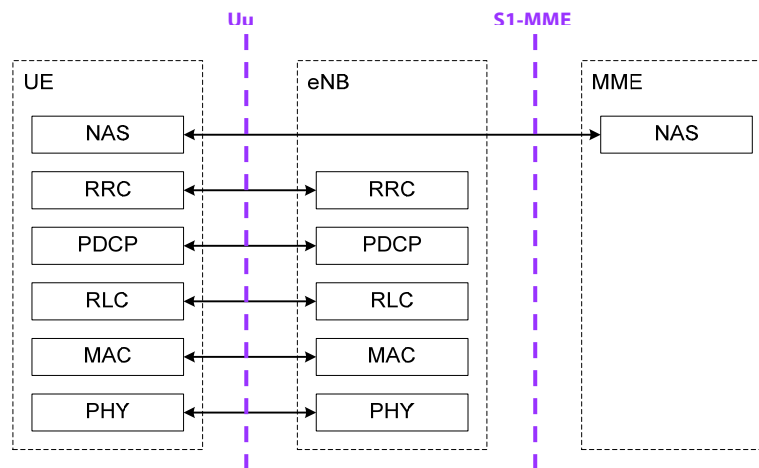 Uu S1-MME
UE eNB MME
NAS NAS
RRC RRC
PDCP PDCP
RLC RLC
MAC MAC
PHY PHY